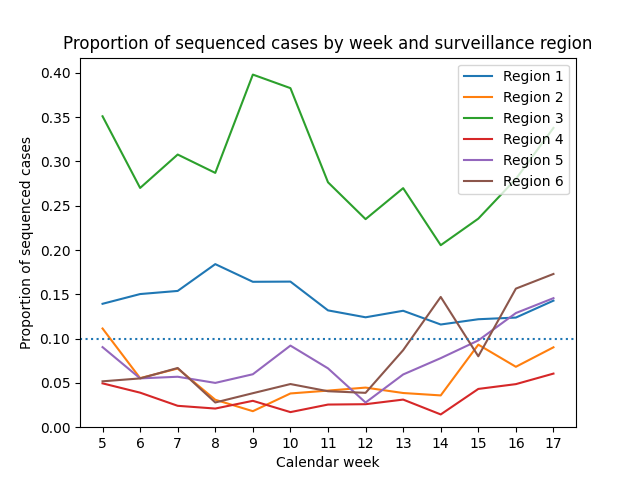 Proportion of sequenced cases by week and surveillance region
Proportion of sequenced cases
0.40
0.35
0.30
0.25
0.20
0.15
0.10
0.05
0.00
Region 1
Region 2
Region 3
Region 4
Region 5
Region 6
5 6 7 8 9 10 11 12 13 14 15 16 17
Calendar week